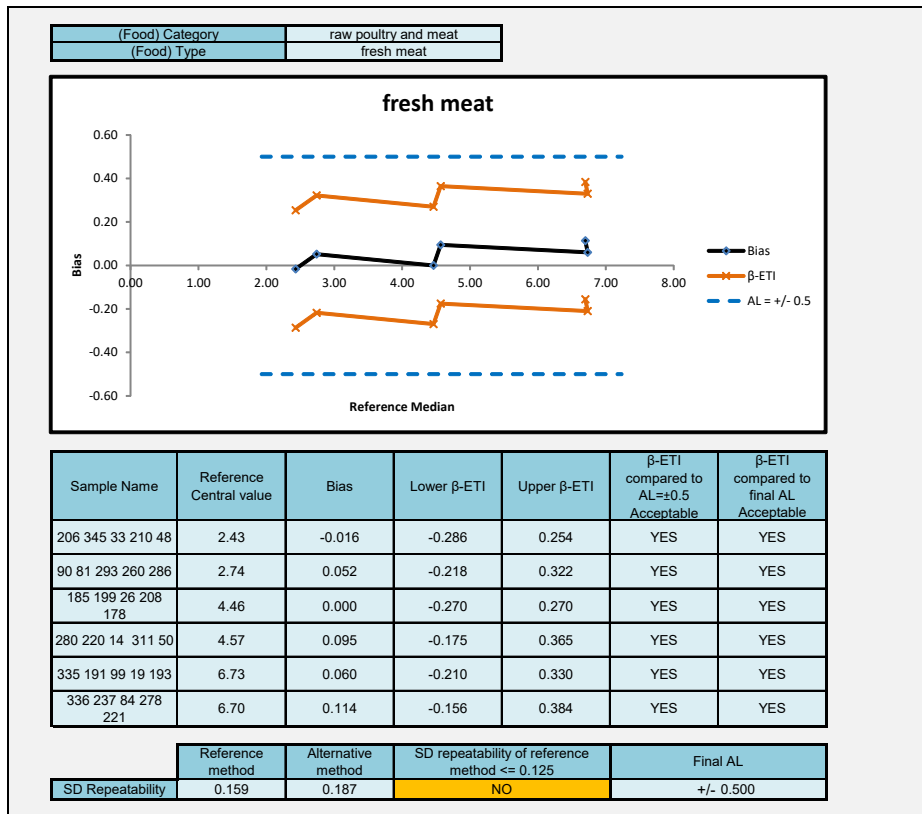 (Food) Category raw poultry and meat
(Food) Type fresh meat
fresh meat
0.60
0.40
0.20
0.00
-0.20
-0.40
-0.60
0.00 1.00 2.00 3.00 4.00 5.00 6.00 7.00 8.00
Bias
Reference Median
Bias
β-ETI
AL = +/- 0.5
Sample Name Reference Central value Bias Lower β-ETI Upper β-ETI β-ETI compared to AL=±0.5 Acceptable β-ETI compared to final AL Acceptable
206 345 33 210 48 2.43 -0.016 -0.286 0.254 YES YES
90 81 293 260 286 2.74 0.052 -0.218 0.322 YES YES
185 199 26 208 178 4.46 0.000 -0.270 0.270 YES YES
280 220 14  311 50 4.57 0.095 -0.175 0.365 YES YES
335 191 99 19 193 6.73 0.060 -0.210 0.330 YES YES
336 237 84 278 221 6.70 0.114 -0.156 0.384 YES YES
Reference method Alternative method SD repeatability of reference method <= 0.125 Final AL
SD Repeatability 0.159 0.187 NO +/- 0.500